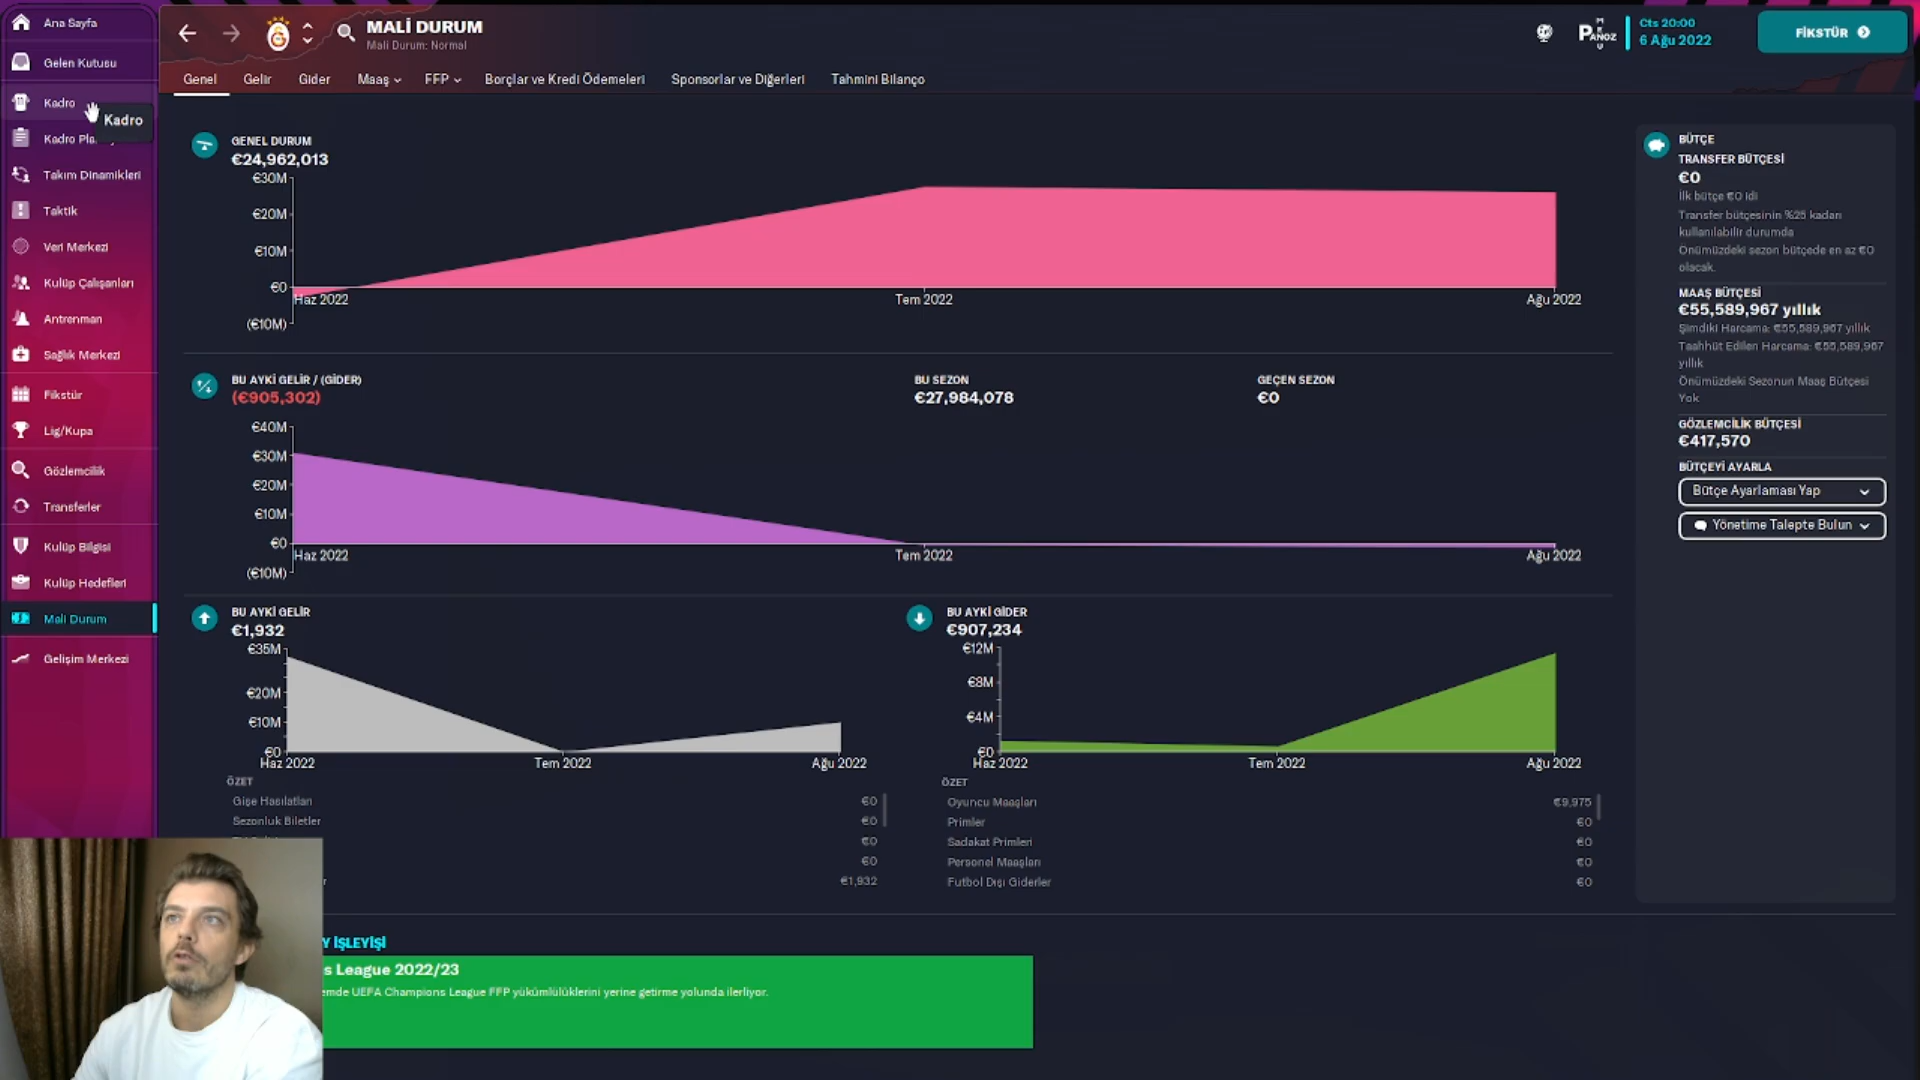 Ana Sayfa
Gelen Kutusu
Kadro
Kadro
Kadro Pla
Takım Dinamikleri
Taktik
Veri Merkezi
Kulüp Çalışanları
Antrenman
Sağlık Merkezi
Fikstür
Lig/Kupa
Gözlemcilik
Transferler
Kulüp Bilgisi
Kulüp Hedefleri
Mali Durum
Gelişim Merkezi
MALİ DURUM
Mali Durum: Normal
Cts 20:00
6 Ağu 2022
FİKSTÜR
Genel Gelir Gider Maaş FFP Borçlar ve Kredi Ödemeleri Sponsorlar ve Diğerleri Tahmini Bilanço
GENEL DURUM
€24,962,013
€30M
€20M
€10M
€0
(€10M)
Haz 2022 Tem 2022 Ağu 2022
BU AYKİ GELİR / (GİDER)
(€905,302)
BU SEZON
€27,984,078
GEÇEN SEZON
€0
€40M
€30M
€20M
€10M
€0
(€10M)
Haz 2022 Tem 2022 Ağu 2022
BU AYKİ GELİR
€1,932
€35M
€20M
€10M
€0
Haz 2022 Tem 2022 Ağu 2022
ÖZET
Gişe Hasılatları €0
Sezonluk Biletler €0
€0
€0
r €1,932
BU AYKİ GİDER
€907,234
€12M
€8M
€4M
€0
Haz 2022 Tem 2022 Ağu 2022
ÖZET
Oyuncu Maaşları €9,975
Primler €0
Sadakat Primleri €0
Personel Maaşları €0
Futbol Dışı Giderler €0
BÜTÇE
TRANSFER BÜTÇESİ
€0
İlk bütçe €0 idi
Transfer bütçesinin %25 kadarı
kullanılabilir durumda
Önümüzdeki sezon bütçede en az €0
olacak.
MAAŞ BÜTÇESİ
€55,589,967 yıllık
Şimdiki Harcama: €55,589,967 yıllık
Taahhüt Edilen Harcama: €55,589,967
yıllık
Önümüzdeki Sezonun Maaş Bütçesi
Yok
GÖZLEMCİLİK BÜTÇESİ
€417,570
BÜTÇEYİ AYARLA
Bütçe Ayarlaması Yap
Yönetime Talepte Bulun
Y İŞLEYİŞİ
s League 2022/23
emde UEFA Champions League FFP yükümlülüklerini yerine getirme yolunda ilerliyor.